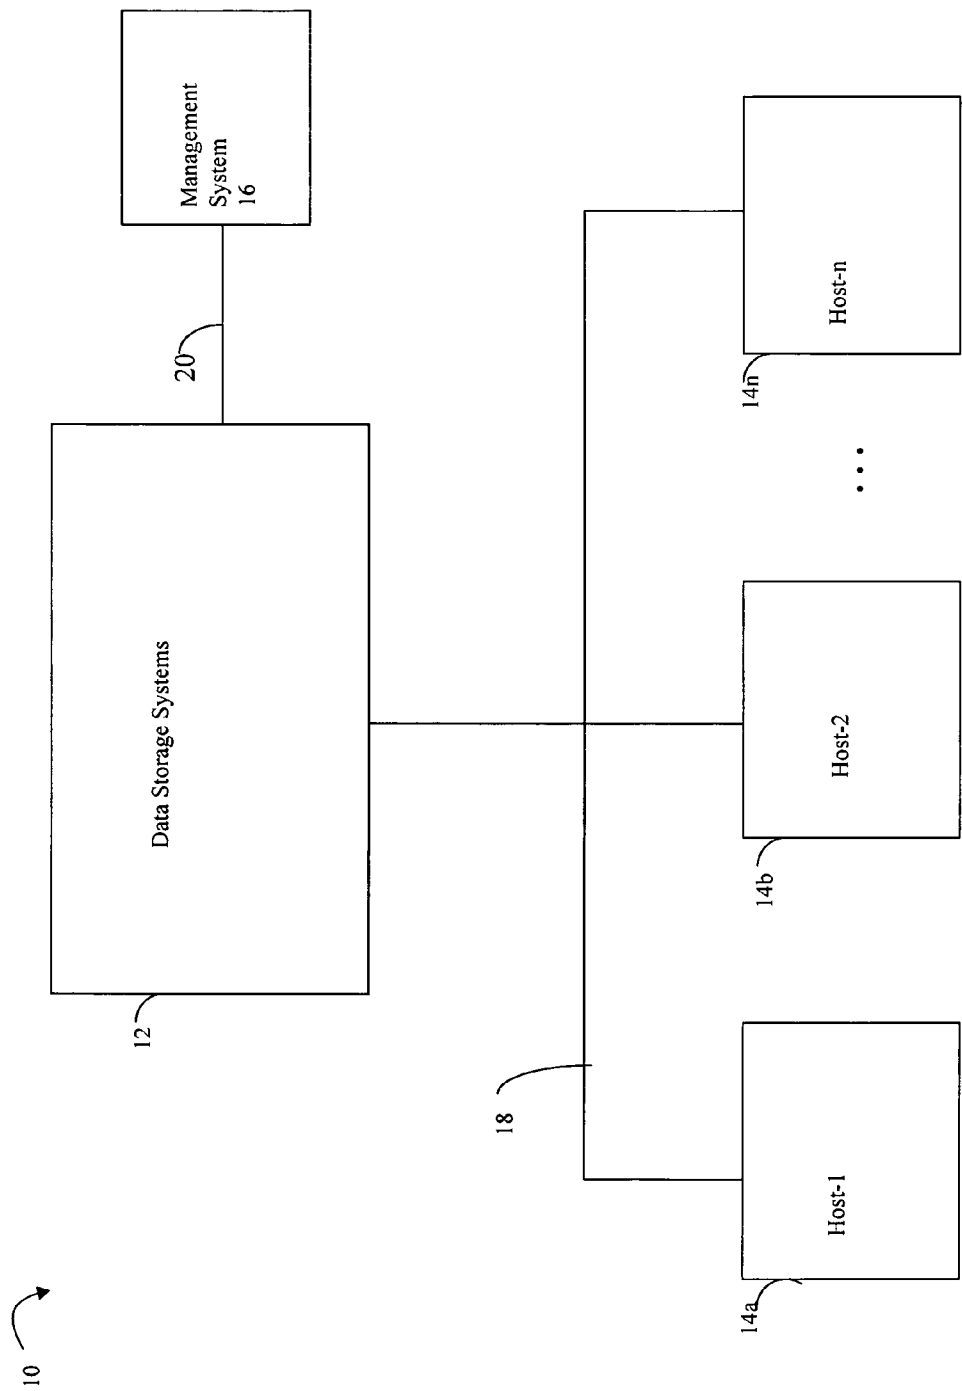 10
12
Data Storage Systems
20
Management
System
16
18
14a
Host-1
14b
Host-2
...
14n
Host-n